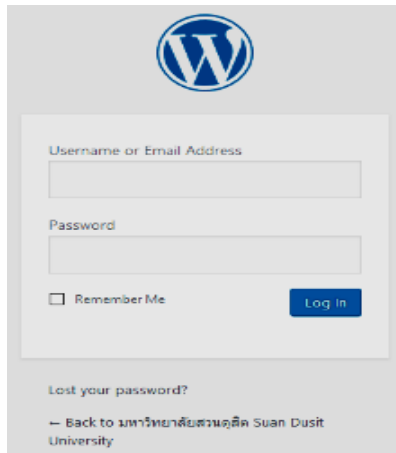 Username or Email Address
Password
Remember Me
Log In
Lost your password?
← Back to มหาวิทยาลัยสวนดุสิต Suan Dusit
University